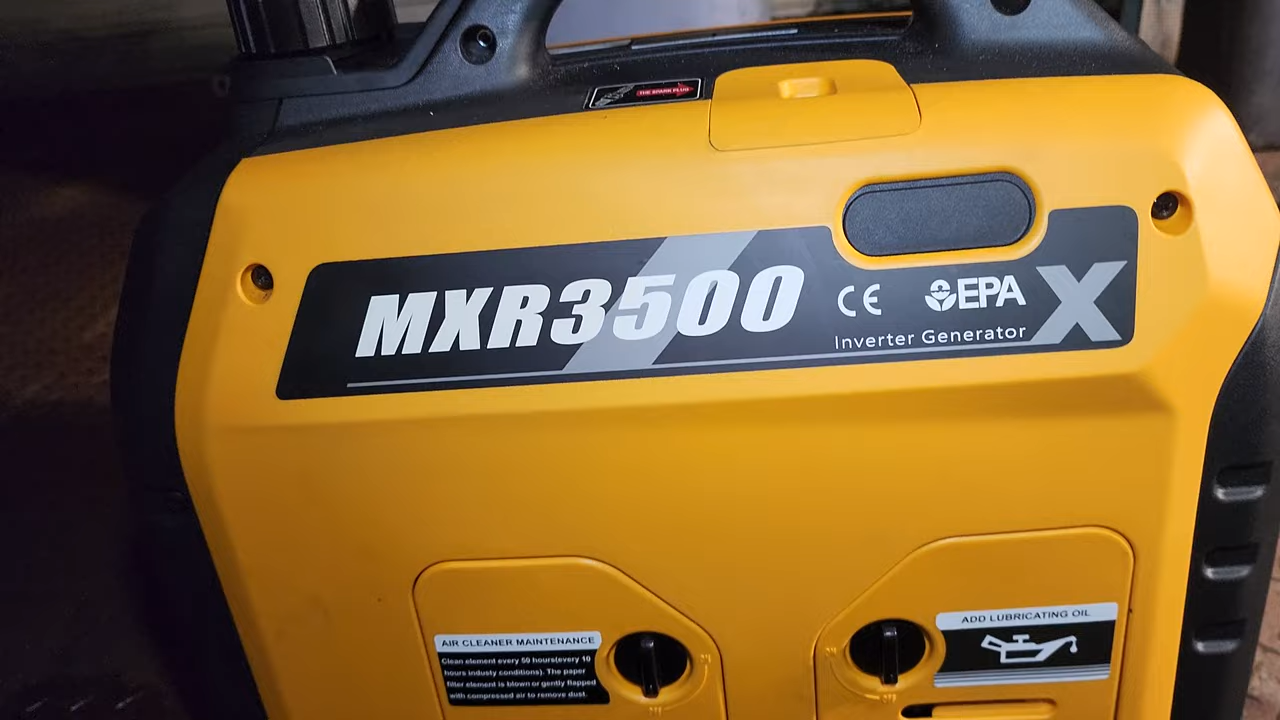 THE SPARK PLUG
MXR3500
CE
EPA
X
Inverter Generator
AIR CLEANER MAINTENANCE
Clean element every 50 hours(every 10
hours industy conditions). The paper
filter element is blown or gently flapped
with compressed air to remove dust.
ADD LUBRICATING OIL